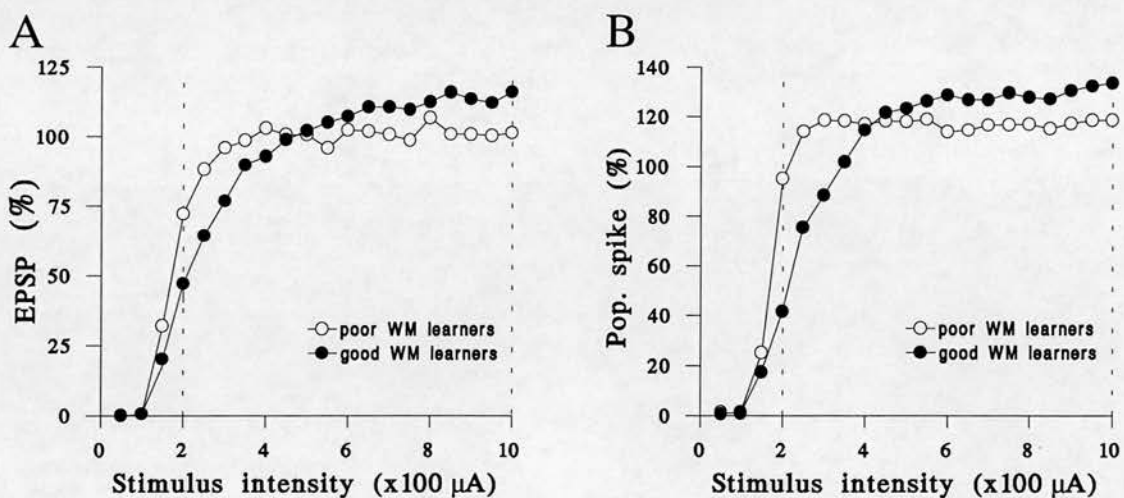 A
EPSP (%)
125
100
75
50
25
0
0 2 4 6 8 10
Stimulus intensity (x100 μA)
poor WM learners
good WM learners
B
Pop. spike (%)
140
120
100
80
60
40
20
0
0 2 4 6 8 10
Stimulus intensity (x100 μA)
poor WM learners
good WM learners